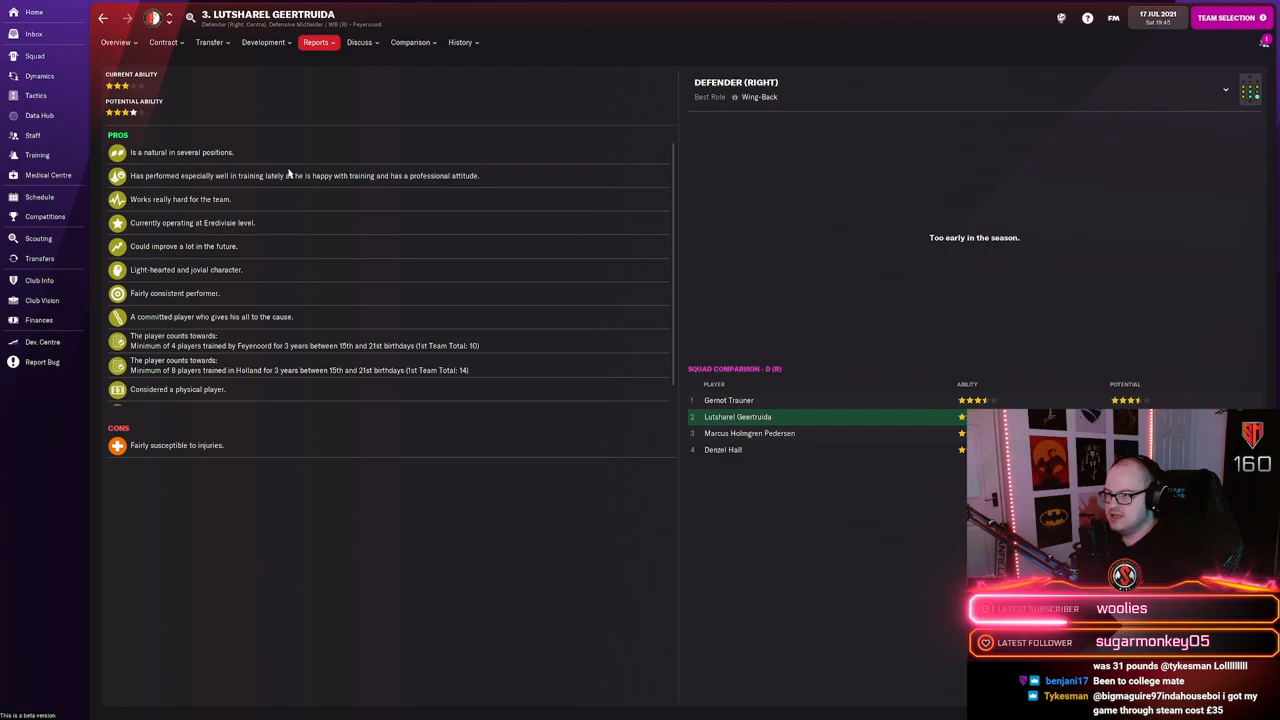 Home
Inbox
Squad
Dynamics
Tactics
Data Hub
Staff
Training
Medical Centre
Schedule
Competitions
Scouting
Transfers
Club Info
Club Vision
Finances
Dev. Centre
Report Bug
This is a beta version
3. LUTSHAREL GEERTRUIDA
Defender (Right, Centre), Defensive Midfielder / WB (R) - Feyenoord
FM
17 JUL 2021
Sat 19:45
TEAM SELECTION
Overview
Contract
Transfer
Development
Reports
Discuss
Comparison
History
1
CURRENT ABILITY
POTENTIAL ABILITY
PROS
Is a natural in several positions.
Has performed especially well in training lately as he is happy with training and has a professional attitude.
Works really hard for the team.
Currently operating at Eredivisie level.
Could improve a lot in the future.
Light-hearted and jovial character.
Fairly consistent performer.
A committed player who gives his all to the cause.
The player counts towards:
Minimum of 4 players trained by Feyenoord for 3 years between 15th and 21st birthdays (1st Team Total: 10)
The player counts towards:
Minimum of 8 players trained in Holland for 3 years between 15th and 21st birthdays (1st Team Total: 14)
Considered a physical player.
CONS
Fairly susceptible to injuries.
DEFENDER (RIGHT)
Best Role Wing-Back
Too early in the season.
SQUAD COMPARISON - D (R)
PLAYER ABILITY POTENTIAL
1 Gernot Trauner
2 Lutsharel Geertruida
3 Marcus Holmgren Pedersen
4 Denzel Hall
160
LATEST SUBSCRIBER woolies
LATEST FOLLOWER sugarmonkey05
was 31 pounds @tykesman Lolllllllll
benjani17 Been to college mate
Tykesman @bigmaguire97indahouseboi i got my
game through steam cost £35